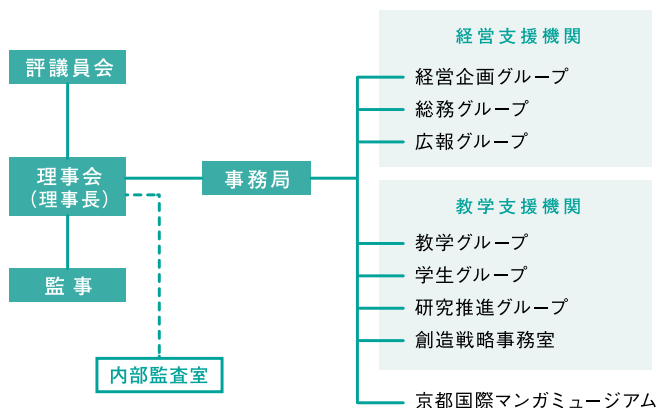 評議員会
理事会
（理事長）
監事
内部監査室
事務局
経営支援機関
経営企画グループ
総務グループ
広報グループ
教学支援機関
教学グループ
学生グループ
研究推進グループ
創造戦略事務室
京都国際マンガミュージアム